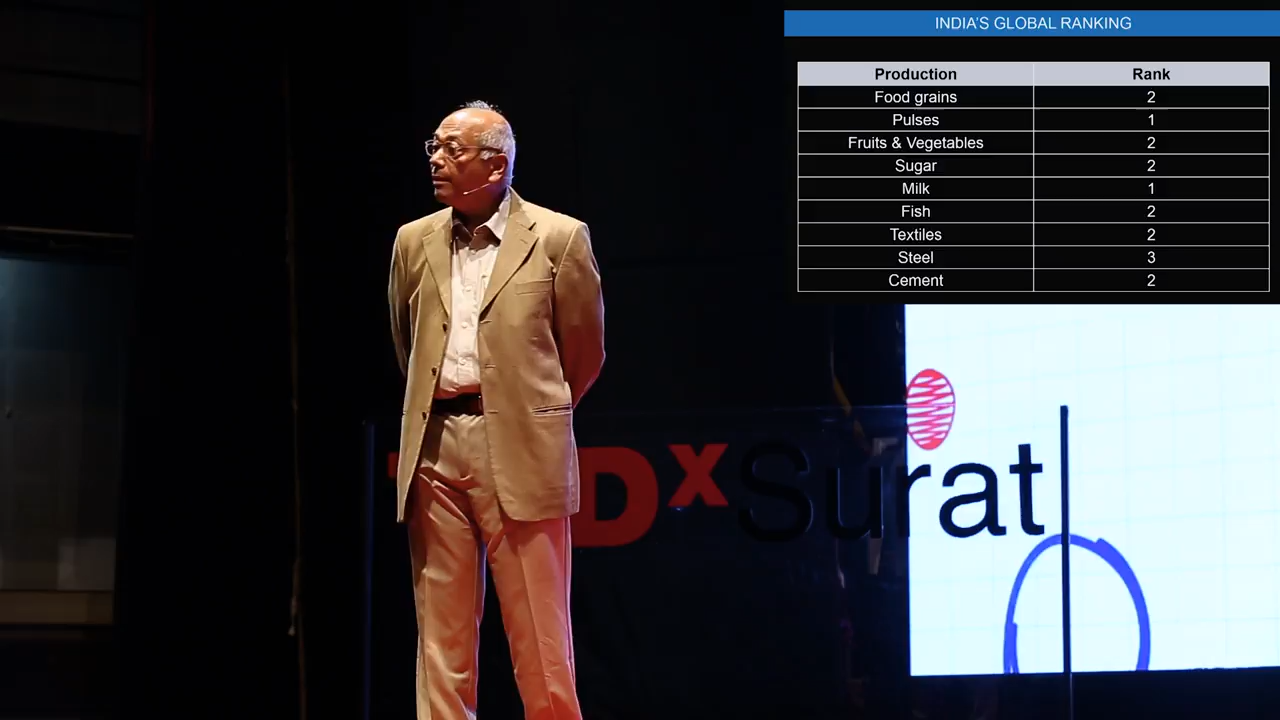 INDIA'S GLOBAL RANKING
Production Rank
Food grains 2
Pulses 1
Fruits & Vegetables 2
Sugar 2
Milk 1
Fish 2
Textiles 2
Steel 3
Cement 2
DxSurat